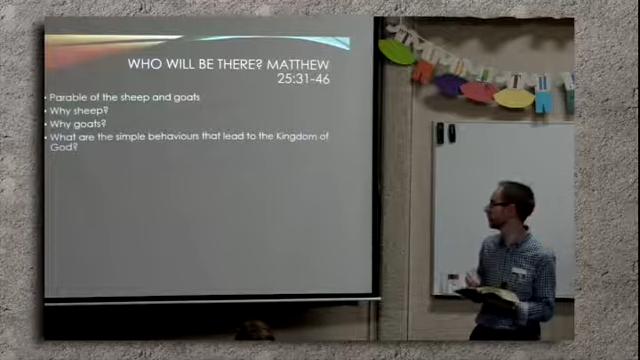 WHO WILL BE THERE? MATTHEW
25:31-46
• Parable of the sheep and goats
• Why sheep?
• Why goats?
• What are the simple behaviours that lead to the Kingdom of
God?